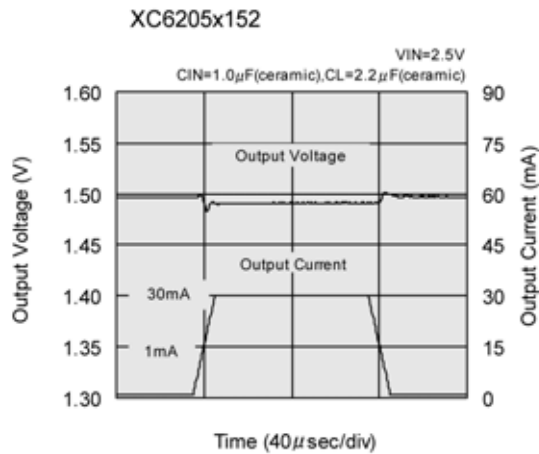 XC6205x152
VIN=2.5V
CIN=1.0μF(ceramic),CL=2.2μF(ceramic)
1.60
1.55
1.50
1.45
1.40
1.35
1.30
Output Voltage (V)
Output Voltage
Output Current
30mA
1mA
90
75
60
45
30
15
0
Output Current (mA)
Time (40μsec/div)